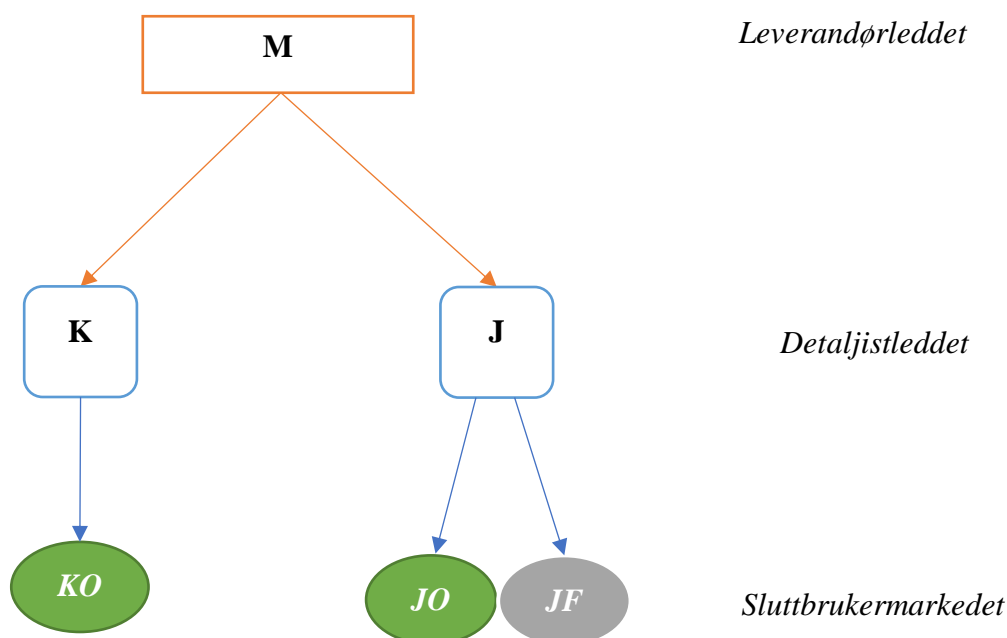 M
Leverandørleddet
K
J
Detaljistleddet
KO
JO
JF
Sluttbrukermarkedet